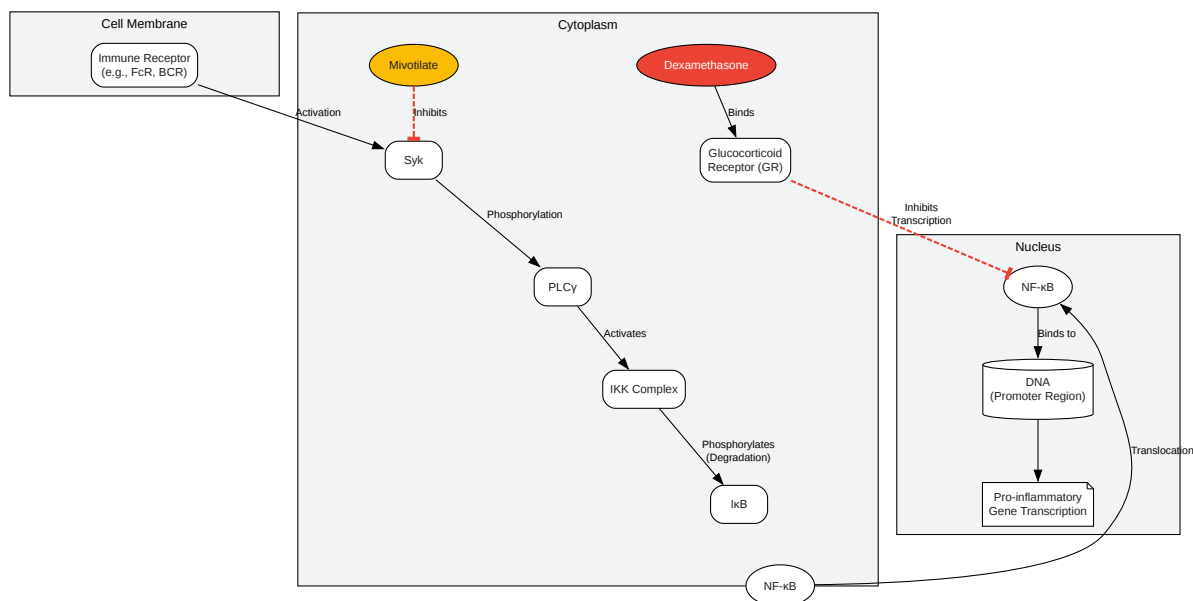 Cell Membrane
Immune Receptor
(e.g., FcR, BCR)
Activation
Cytoplasm
Mivotilate
Inhibits
Syk
Phosphorylation
PLCγ
Activates
IKK Complex
Phosphorylates
(Degradation)
IκB
NF-κB
Dexamethasone
Binds
Glucocorticoid
Receptor (GR)
Inhibits
Transcription
Nucleus
NF-κB
Binds to
DNA
(Promoter Region)
Pro-inflammatory
Gene Transcription
Translocation